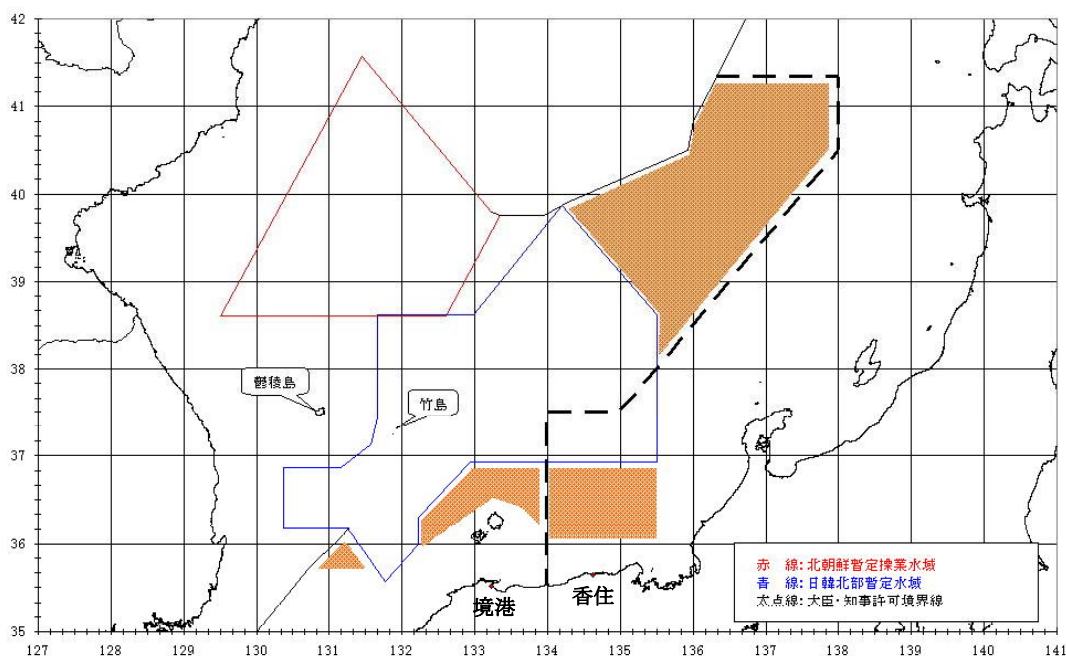 42
41
40
39
38
37
36
35
鬱稜島
竹島
境港
香住
赤 線:北朝鮮暫定操業水域
青 線:日韓北部暫定水域
太点線:大臣・知事許可境界線
127 128 129 130 131 132 133 134 135 136 137 138 139 140 141